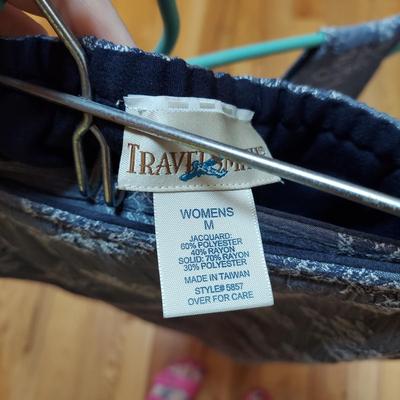 WOMENS
M
JACQUARD:
60% POLYESTER
40% RAYON
SOLID: 70% RAYON
30% POLYESTER
MADE IN TAIWAN
STYLE# 5857
OVER FOR CARE